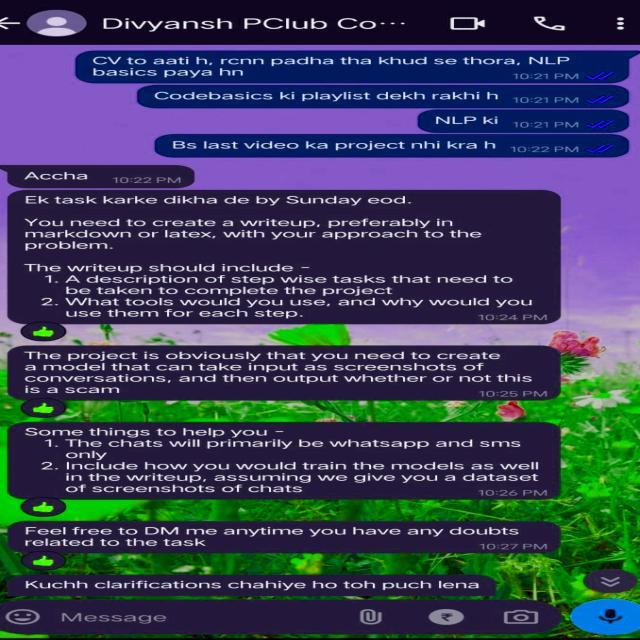 Divyansh PClub Co...
CV to aati h, rcnn padha tha khud se thora, NLP
basics paya hn
10:21 PM
Codebasics ki playlist dekh rakhi h
10:21 PM
NLP ki
10:21 PM
Bs last video ka project nhi kra h
10:22 PM
Accha
10:22 PM
Ek task karke dikha de by Sunday eod.
You need to create a writeup, preferably in
markdown or latex, with your approach to the
problem.
The writeup should include -
1. A description of step wise tasks that need to
be taken to complete the project
2. What tools would you use, and why would you
use them for each step.
10:24 PM
The project is obviously that you need to create
a model that can take input as screenshots of
conversations, and then output whether or not this
is a scam
10:25 PM
Some things to help you -
1. The chats will primarily be whatsapp and sms
only
2. Include how you would train the models as well
in the writeup, assuming we give you a dataset
of screenshots of chats
10:26 PM
Feel free to DM me anytime you have any doubts
related to the task
10:27 PM
Kuchh clarifications chahiye ho toh puch lena
Message